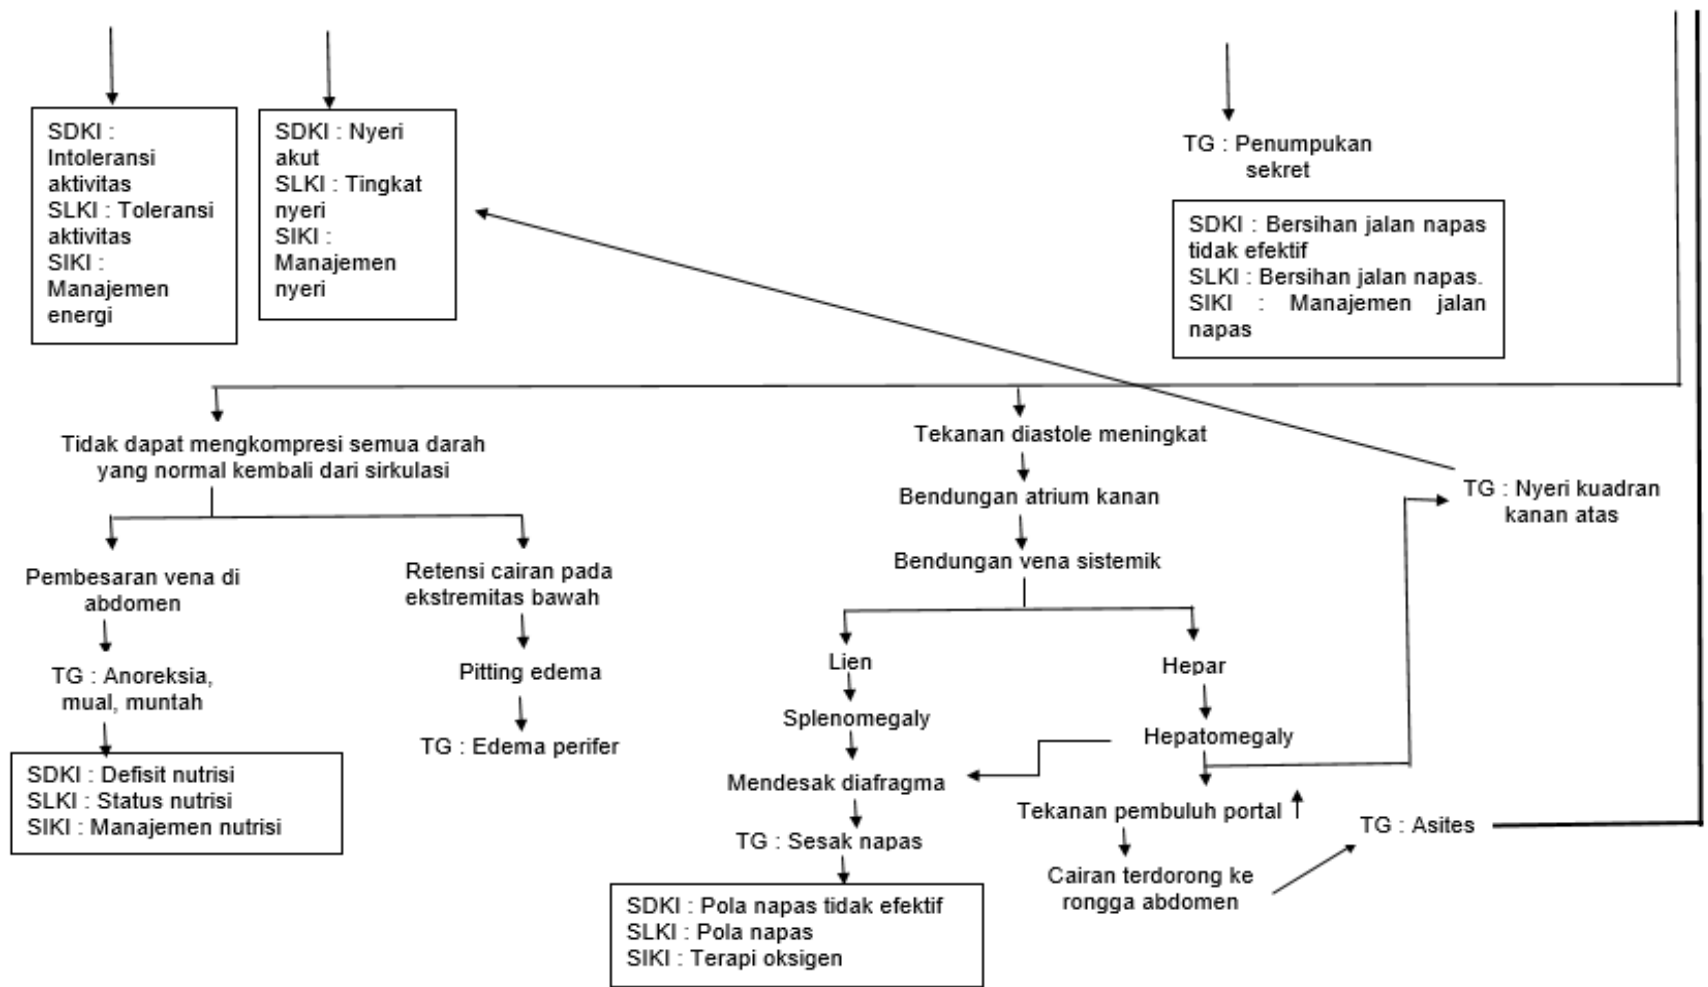 SDKI :
Intoleransi
aktivitas
SLKI : Toleransi
aktivitas
SIKI :
Manajemen
energi
SDKI : Nyeri
akut
SLKI : Tingkat
nyeri
SIKI :
Manajemen
nyeri
TG : Penumpukan
sekret
SDKI : Bersihan jalan napas
tidak efektif
SLKI : Bersihan jalan napas.
SIKI : Manajemen jalan
napas
Tidak dapat mengkompresi semua darah
yang normal kembali dari sirkulasi
Pembesaran vena di
abdomen
TG : Anoreksia,
mual, muntah
SDKI : Defisit nutrisi
SLKI : Status nutrisi
SIKI : Manajemen nutrisi
Retensi cairan pada
ekstremitas bawah
Pitting edema
TG : Edema perifer
Tekanan diastole meningkat
Bendungan atrium kanan
Bendungan vena sistemik
Lien
Splenomegaly
Mendesak diafragma
TG : Sesak napas
SDKI : Pola napas tidak efektif
SLKI : Pola napas
SIKI : Terapi oksigen
Hepar
Hepatomegaly
Tekanan pembuluh portal
Cairan terdorong ke
rongga abdomen
TG : Nyeri kuadran
kanan atas
TG : Asites